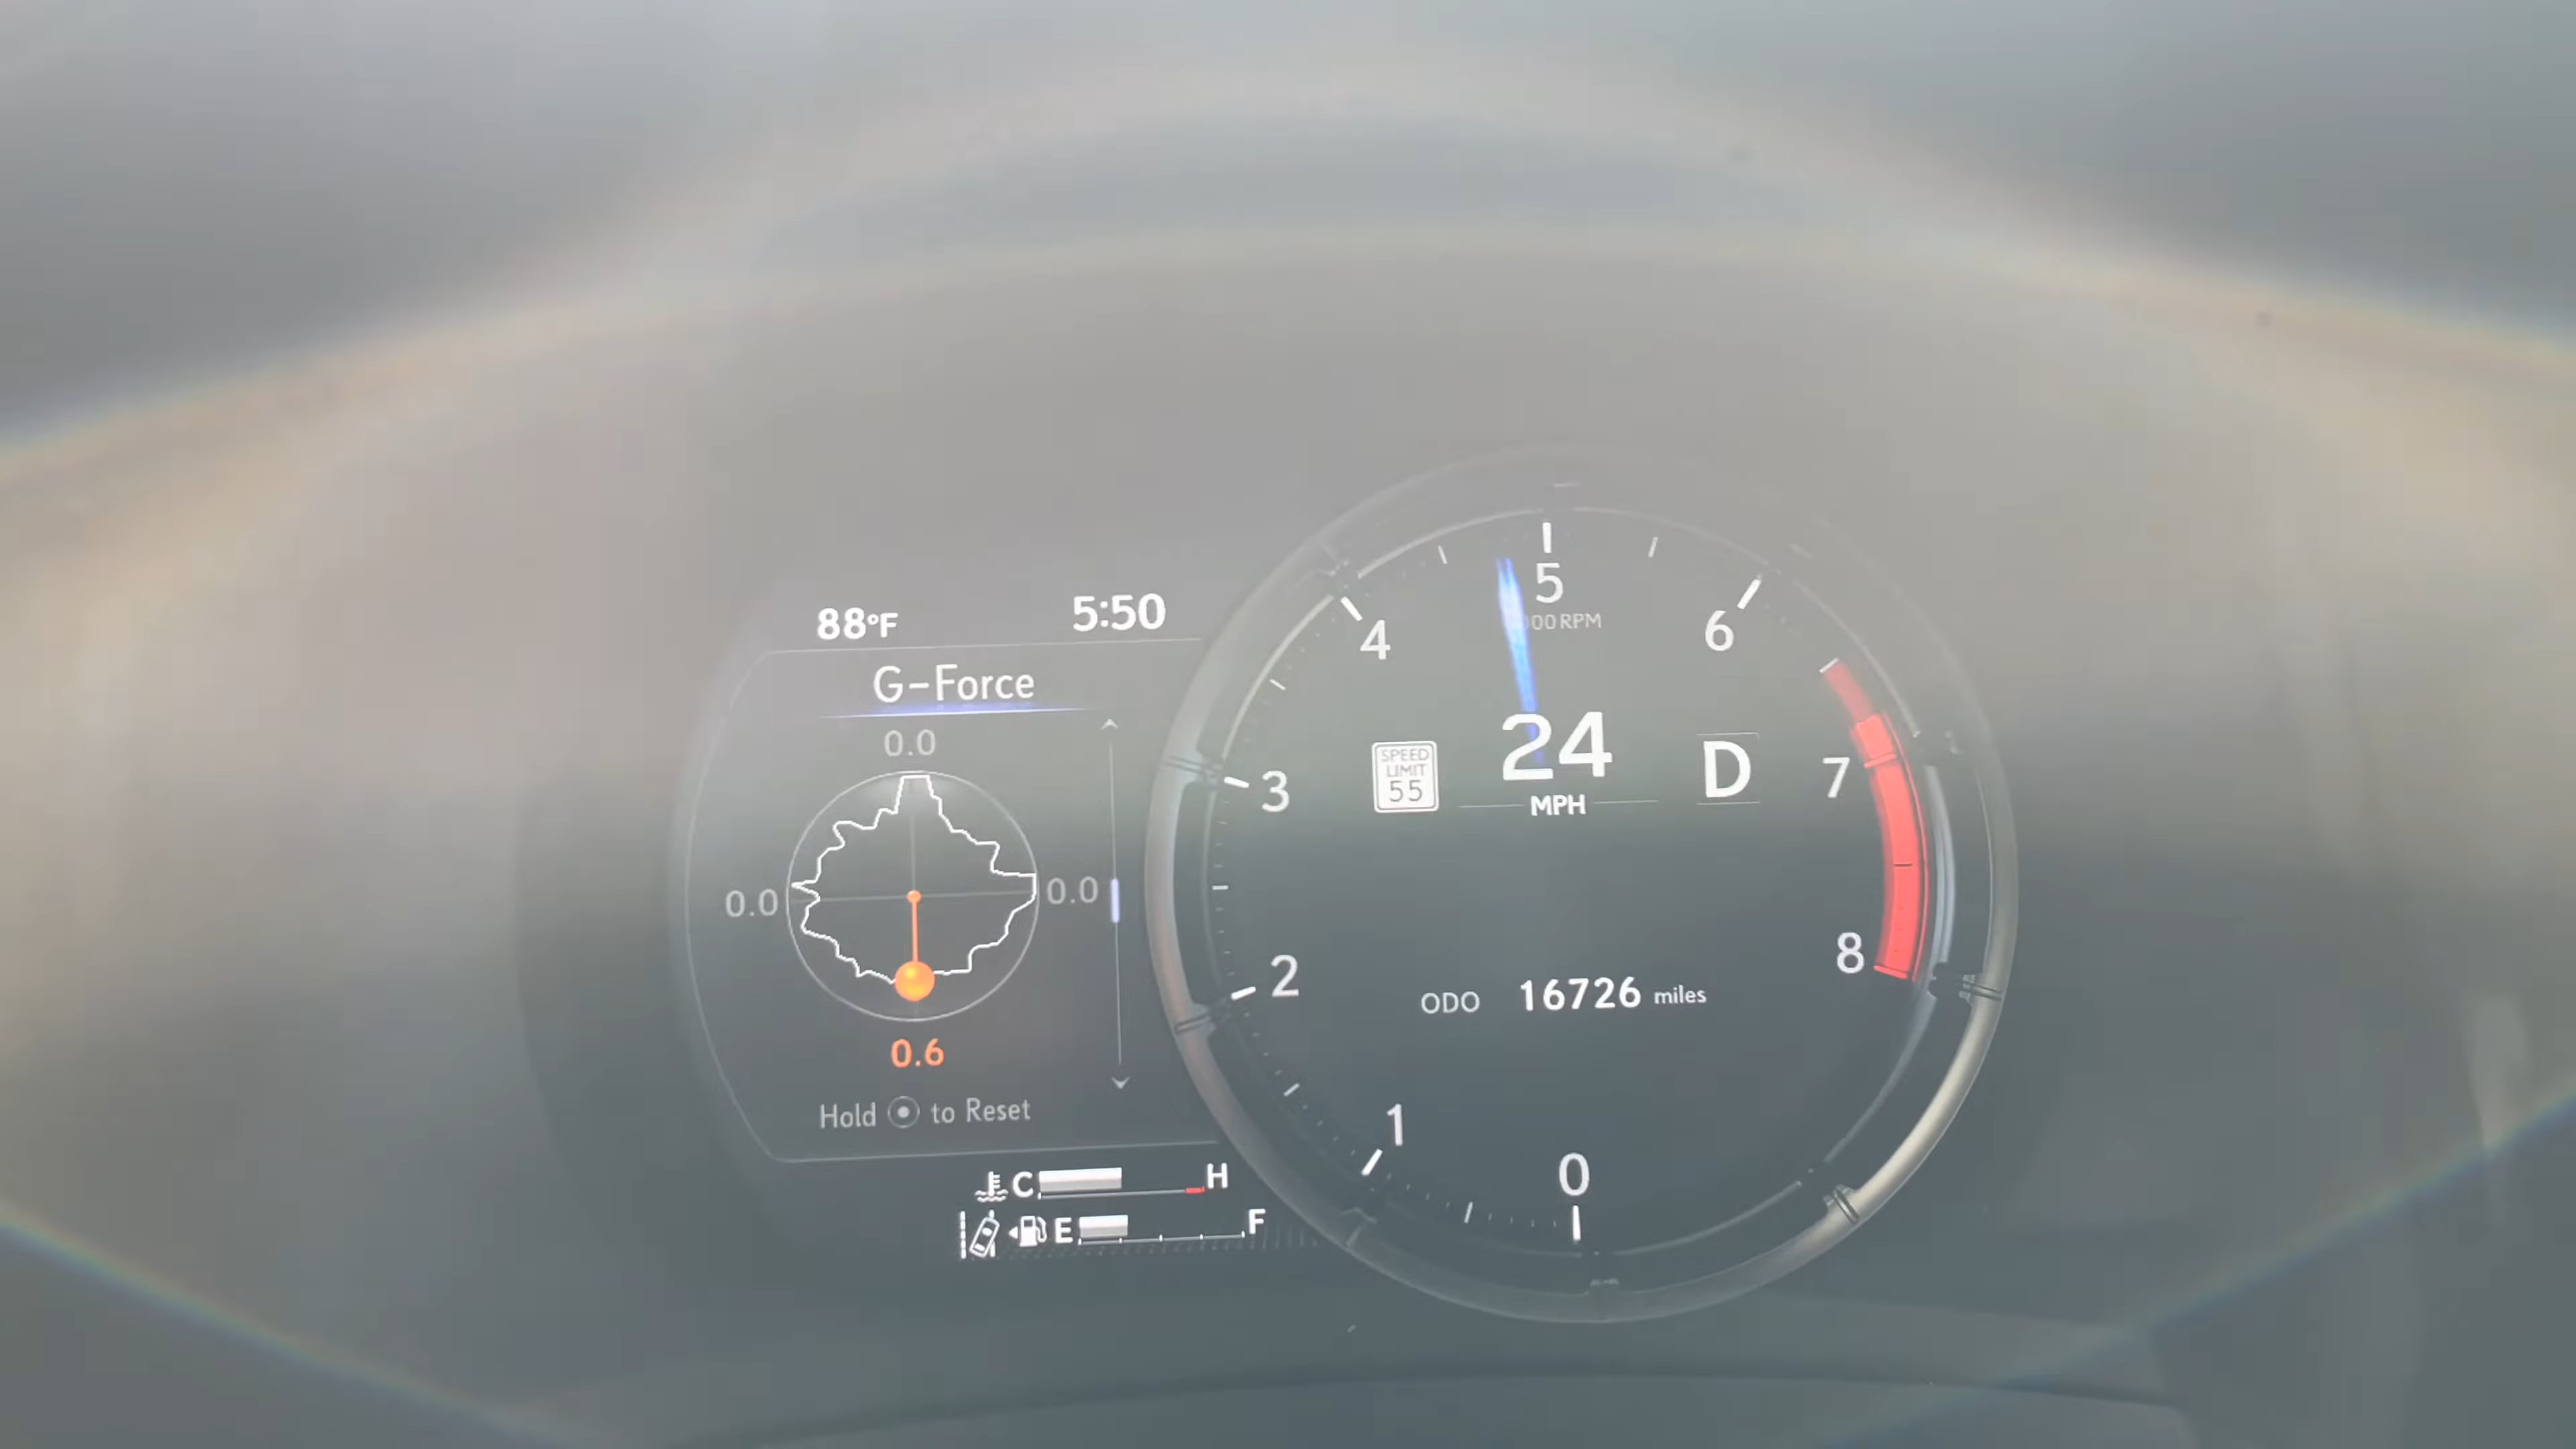 88°F 5:50
G-Force
0.0
0.0 0.0
0.6
Hold to Reset
C H
E F
5
00 RPM
4 6
SPEED
LIMIT
55
24
MPH
D
3 7
2 8
ODO 16726 miles
1
0